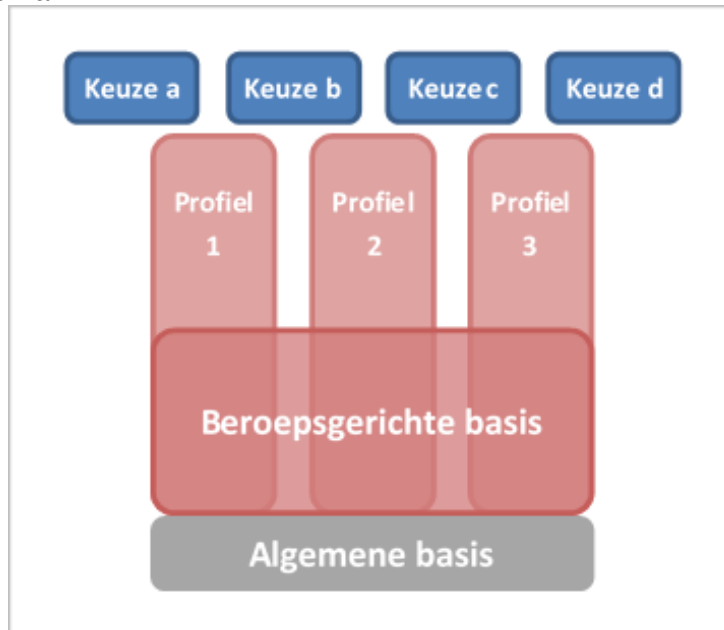 Keuze a
Keuze b
Keuze c
Keuze d
Profiel
1
Profiel
2
Profiel
3
Beroepsgerichte basis
Algemene basis